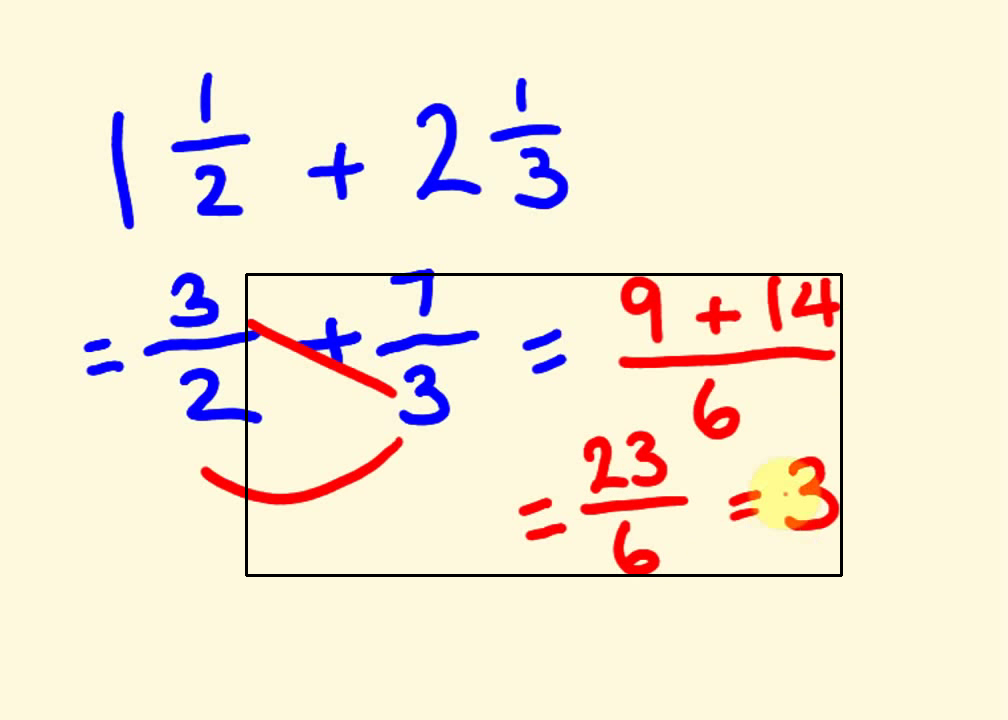 1 1/2 + 2 1/3
= 3/2 + 7/3 = (9 + 14)/6
= 23/6 = 3